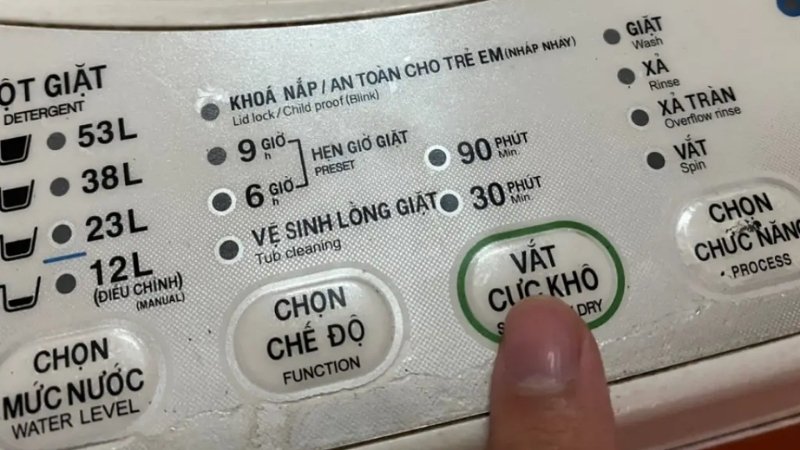 ỘT GIẶT
DETERGENT
53L
38L
23L
12L
(ĐIỀU CHỈNH)
(MANUAL)
CHỌN
MỨC NƯỚC
WATER LEVEL
KHOÁ NẮP/AN TOÀN CHO TRẺ EM (NHÁP NHÁY)
Lid lock/Child proof (Blink)
9 GIỜ
h
6 GIỜ
h
HẸN GIỜ GIẶT
PRESET
VỆ SINH LỒNG GIẶT
Tub cleaning
90 PHÚT
Min.
30 PHÚT
Min.
CHỌN
CHẾ ĐỘ
FUNCTION
VẮT
CỰC KHÔ
DRY
GIẶT
Wash
XẢ
Rinse
XẢ TRÀN
Overflow rinse
VẮT
Spin
CHỌN
CHỨC NĂNG
PROCESS